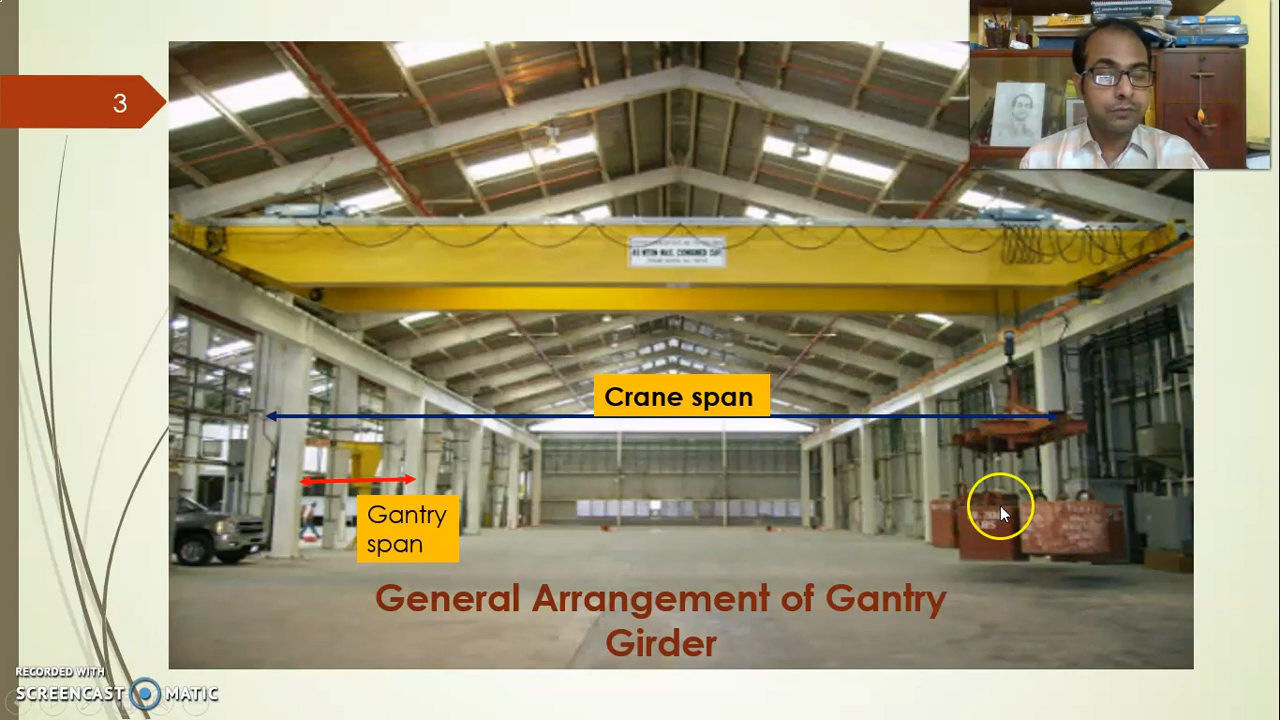 3
Crane span
Gantry
span
General Arrangement of Gantry
Girder
RECORDED WITH
SCREENCAST MATIC